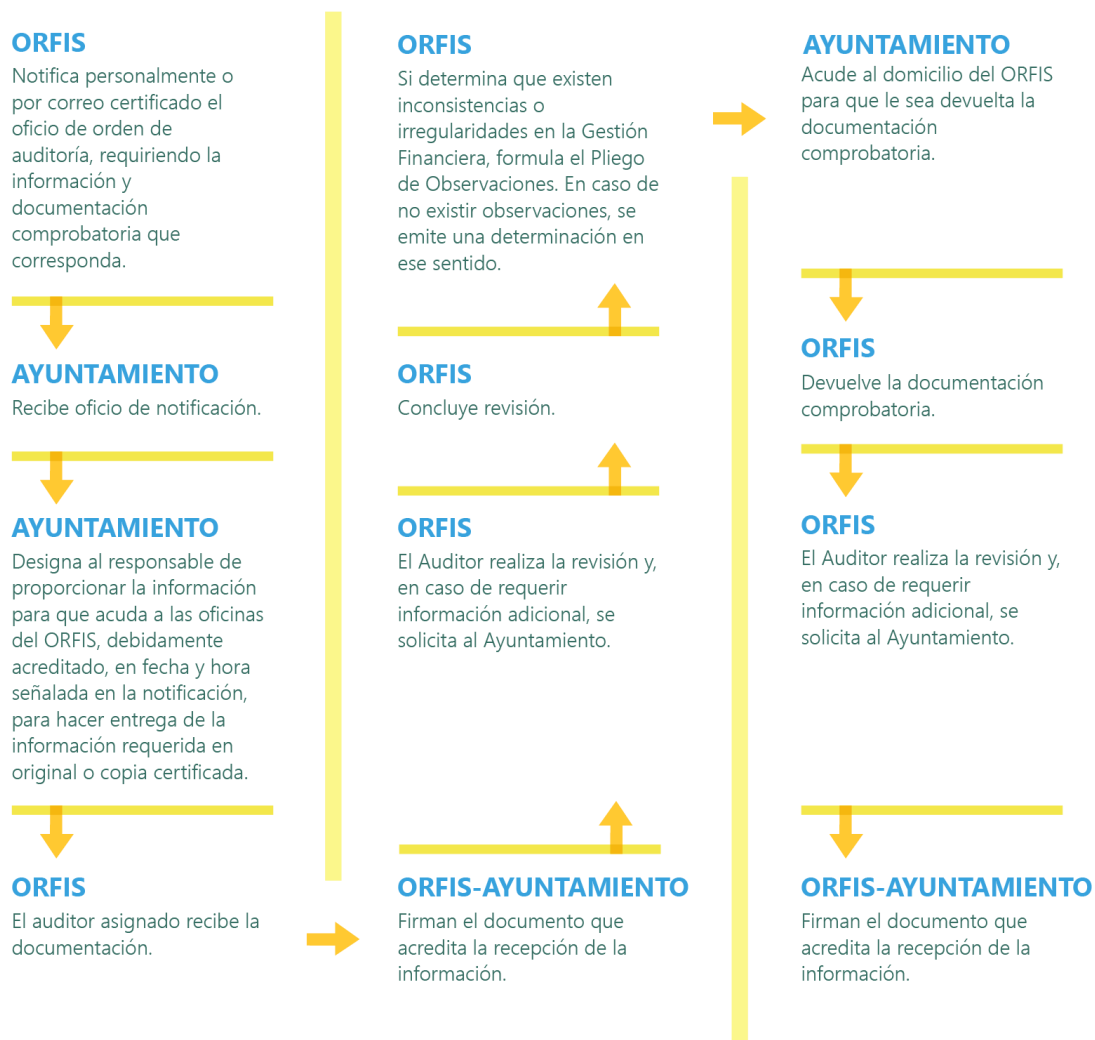 ORFIS
Notifica personalmente o
por correo certificado el
oficio de orden de
auditoría, requiriendo la
información y
documentación
comprobatoria que
corresponda.
AYUNTAMIENTO
Recibe oficio de notificación.
AYUNTAMIENTO
Designa al responsable de
proporcionar la información
para que acuda a las oficinas
del ORFIS, debidamente
acreditado, en fecha y hora
señalada en la notificación,
para hacer entrega de la
información requerida en
original o copia certificada.
ORFIS
El auditor asignado recibe la
documentación.
ORFIS-AYUNTAMIENTO
Firman el documento que
acredita la recepción de la
información.
ORFIS
El Auditor realiza la revisión y,
en caso de requerir
información adicional, se
solicita al Ayuntamiento.
ORFIS
Concluye revisión.
ORFIS
Si determina que existen
inconsistencias o
irregularidades en la Gestión
Financiera, formula el Pliego
de Observaciones. En caso de
no existir observaciones, se
emite una determinación en
ese sentido.
AYUNTAMIENTO
Acude al domicilio del ORFIS
para que le sea devuelta la
documentación
comprobatoria.
ORFIS
Devuelve la documentación
comprobatoria.
ORFIS
El Auditor realiza la revisión y,
en caso de requerir
información adicional, se
solicita al Ayuntamiento.
ORFIS-AYUNTAMIENTO
Firman el documento que
acredita la recepción de la
información.